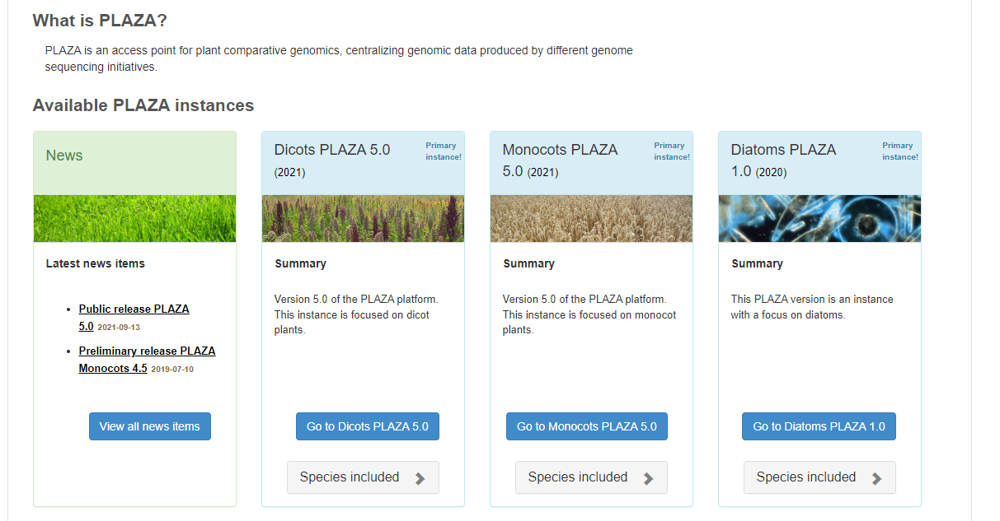 What is PLAZA?
PLAZA is an access point for plant comparative genomics, centralizing genomic data produced by different genome
sequencing initiatives.
Available PLAZA instances
News
Latest news items
Public release PLAZA
5.0 2021-09-13
Preliminary release PLAZA
Monocots 4.5 2019-07-10
View all news items
Dicots PLAZA 5.0
(2021)
Primary
instance!
Summary
Version 5.0 of the PLAZA platform.
This instance is focused on dicot
plants.
Go to Dicots PLAZA 5.0
Species included
Monocots PLAZA
5.0 (2021)
Primary
instance!
Summary
Version 5.0 of the PLAZA platform.
This instance is focused on monocot
plants.
Go to Monocots PLAZA 5.0
Species included
Diatoms PLAZA
1.0 (2020)
Primary
instance!
Summary
This PLAZA version is an instance
with a focus on diatoms.
Go to Diatoms PLAZA 1.0
Species included